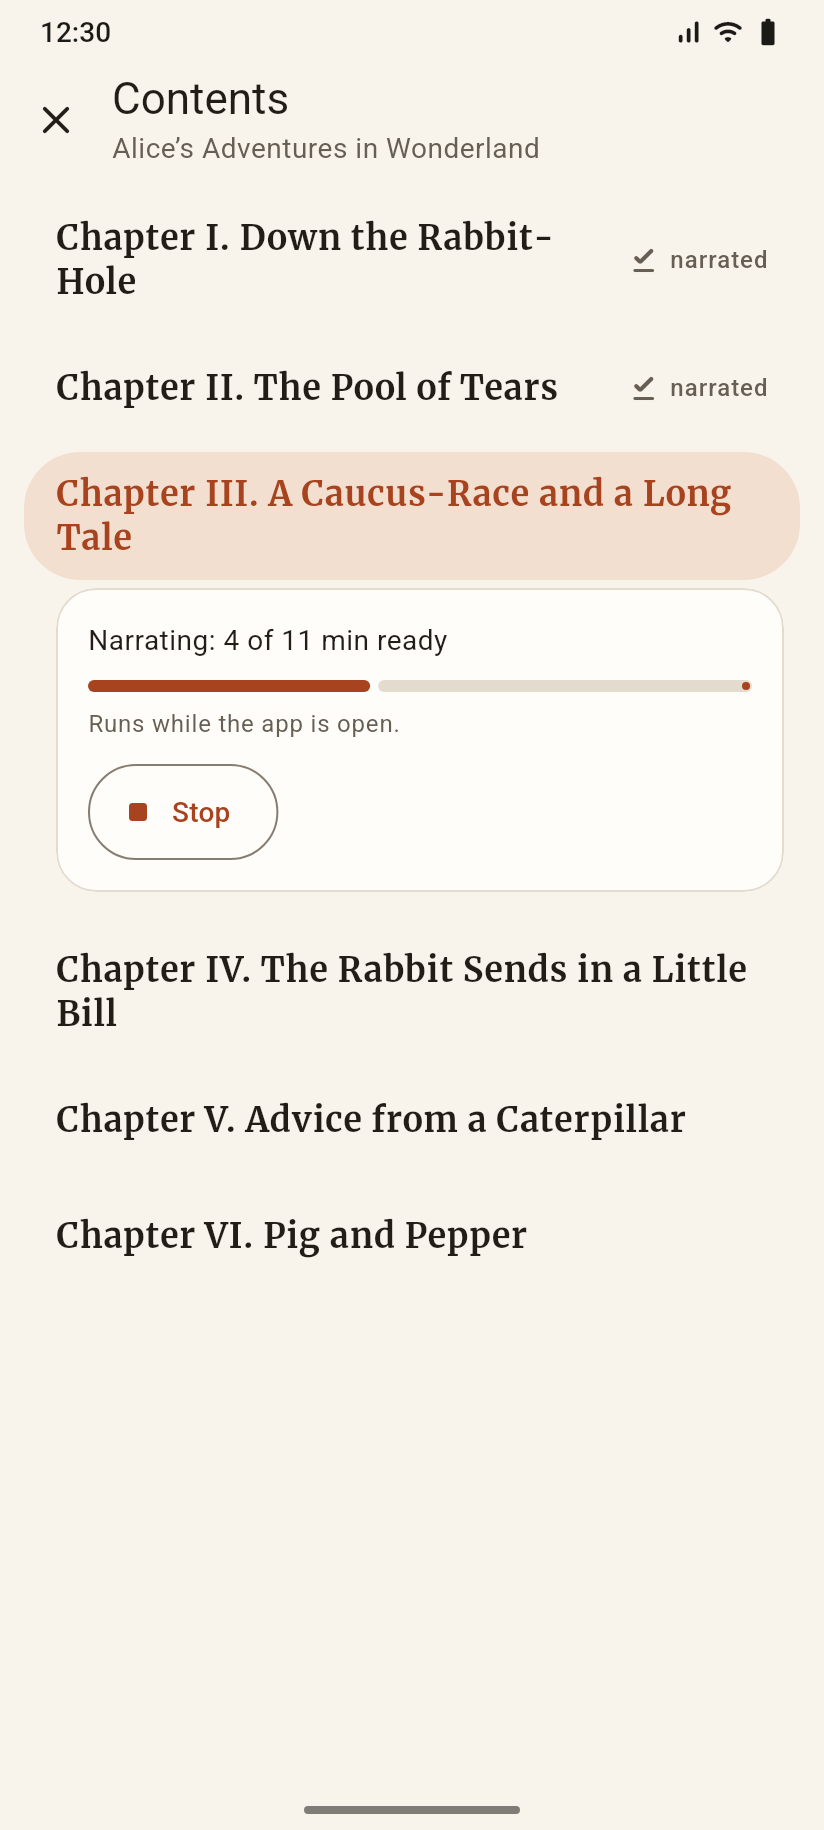 12:30
Contents
Alice’s Adventures in Wonderland
Chapter I. Down the Rabbit-
Hole
narrated
Chapter II. The Pool of Tears
narrated
Chapter III. A Caucus-Race and a Long
Tale
Narrating: 4 of 11 min ready
Runs while the app is open.
Stop
Chapter IV. The Rabbit Sends in a Little
Bill
Chapter V. Advice from a Caterpillar
Chapter VI. Pig and Pepper